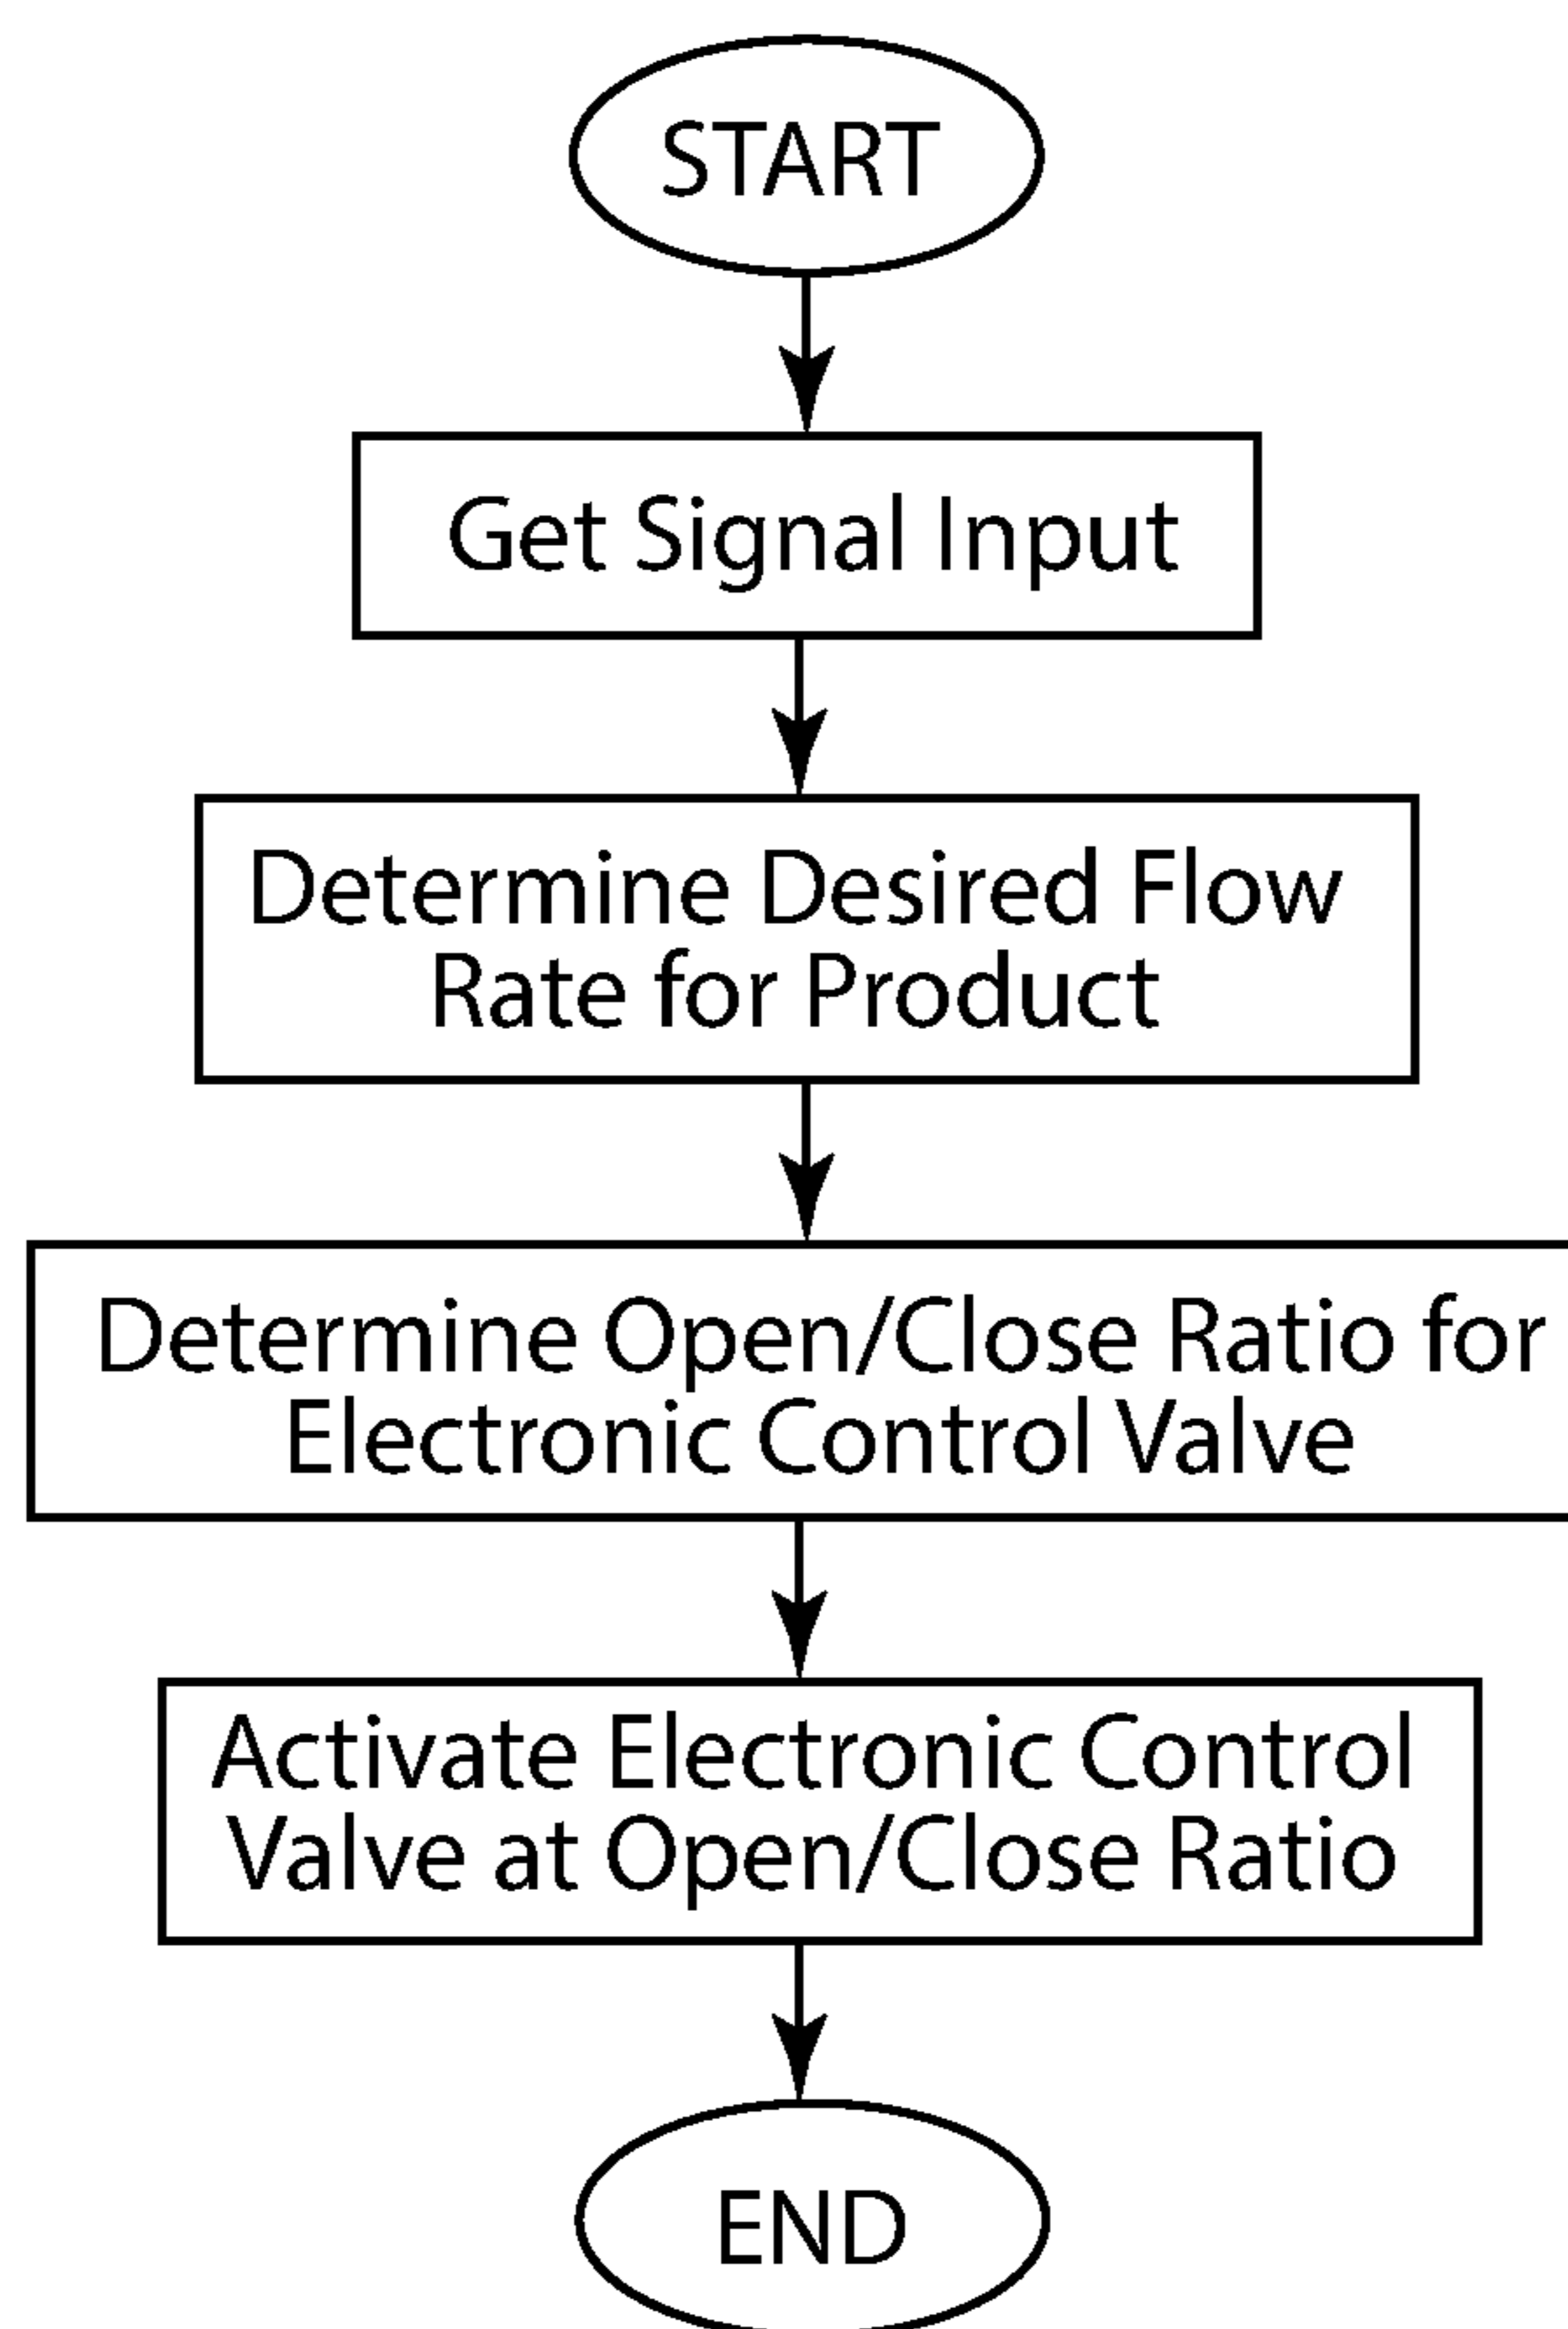 START
Get Signal Input
Determine Desired Flow
Rate for Product
Determine Open/Close Ratio for
Electronic Control Valve
Activate Electronic Control
Valve at Open/Close Ratio
END